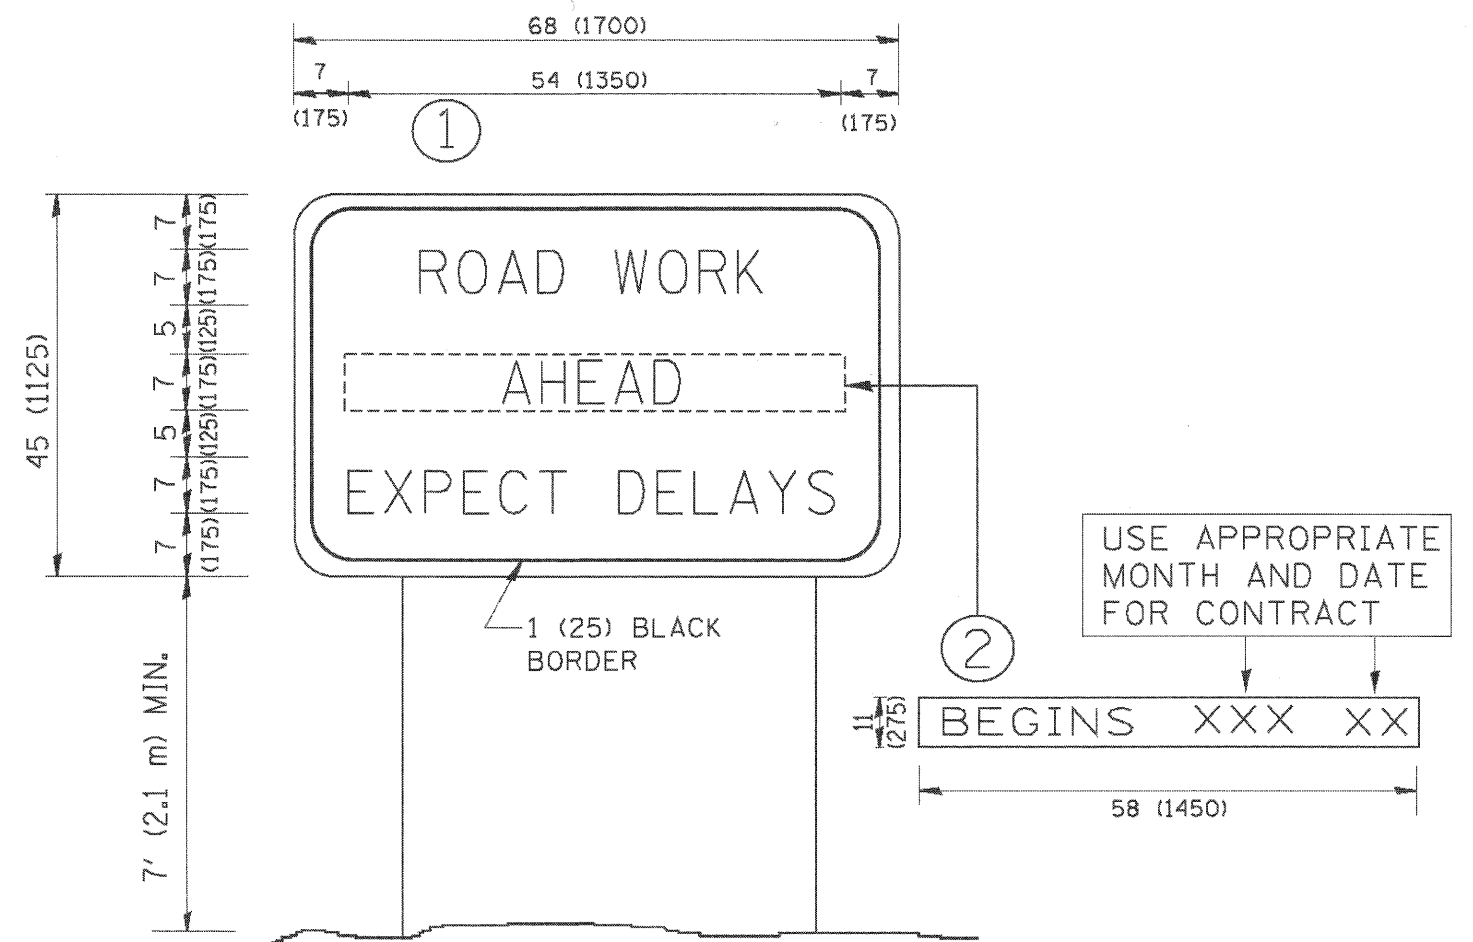 68 (1700)
7
54 (1350)
7
(175)
(175)
1
45 (1125)
7
(175)
7
(175)
5
(125)
7
(175)
5
(125)
7
(175)
7
(175)
ROAD WORK
AHEAD
EXPECT DELAYS
1 (25) BLACK
BORDER
7' (2.1 m) MIN.
2
USE APPROPRIATE
MONTH AND DATE
FOR CONTRACT
11
(275)
BEGINS XXX XX
58 (1450)